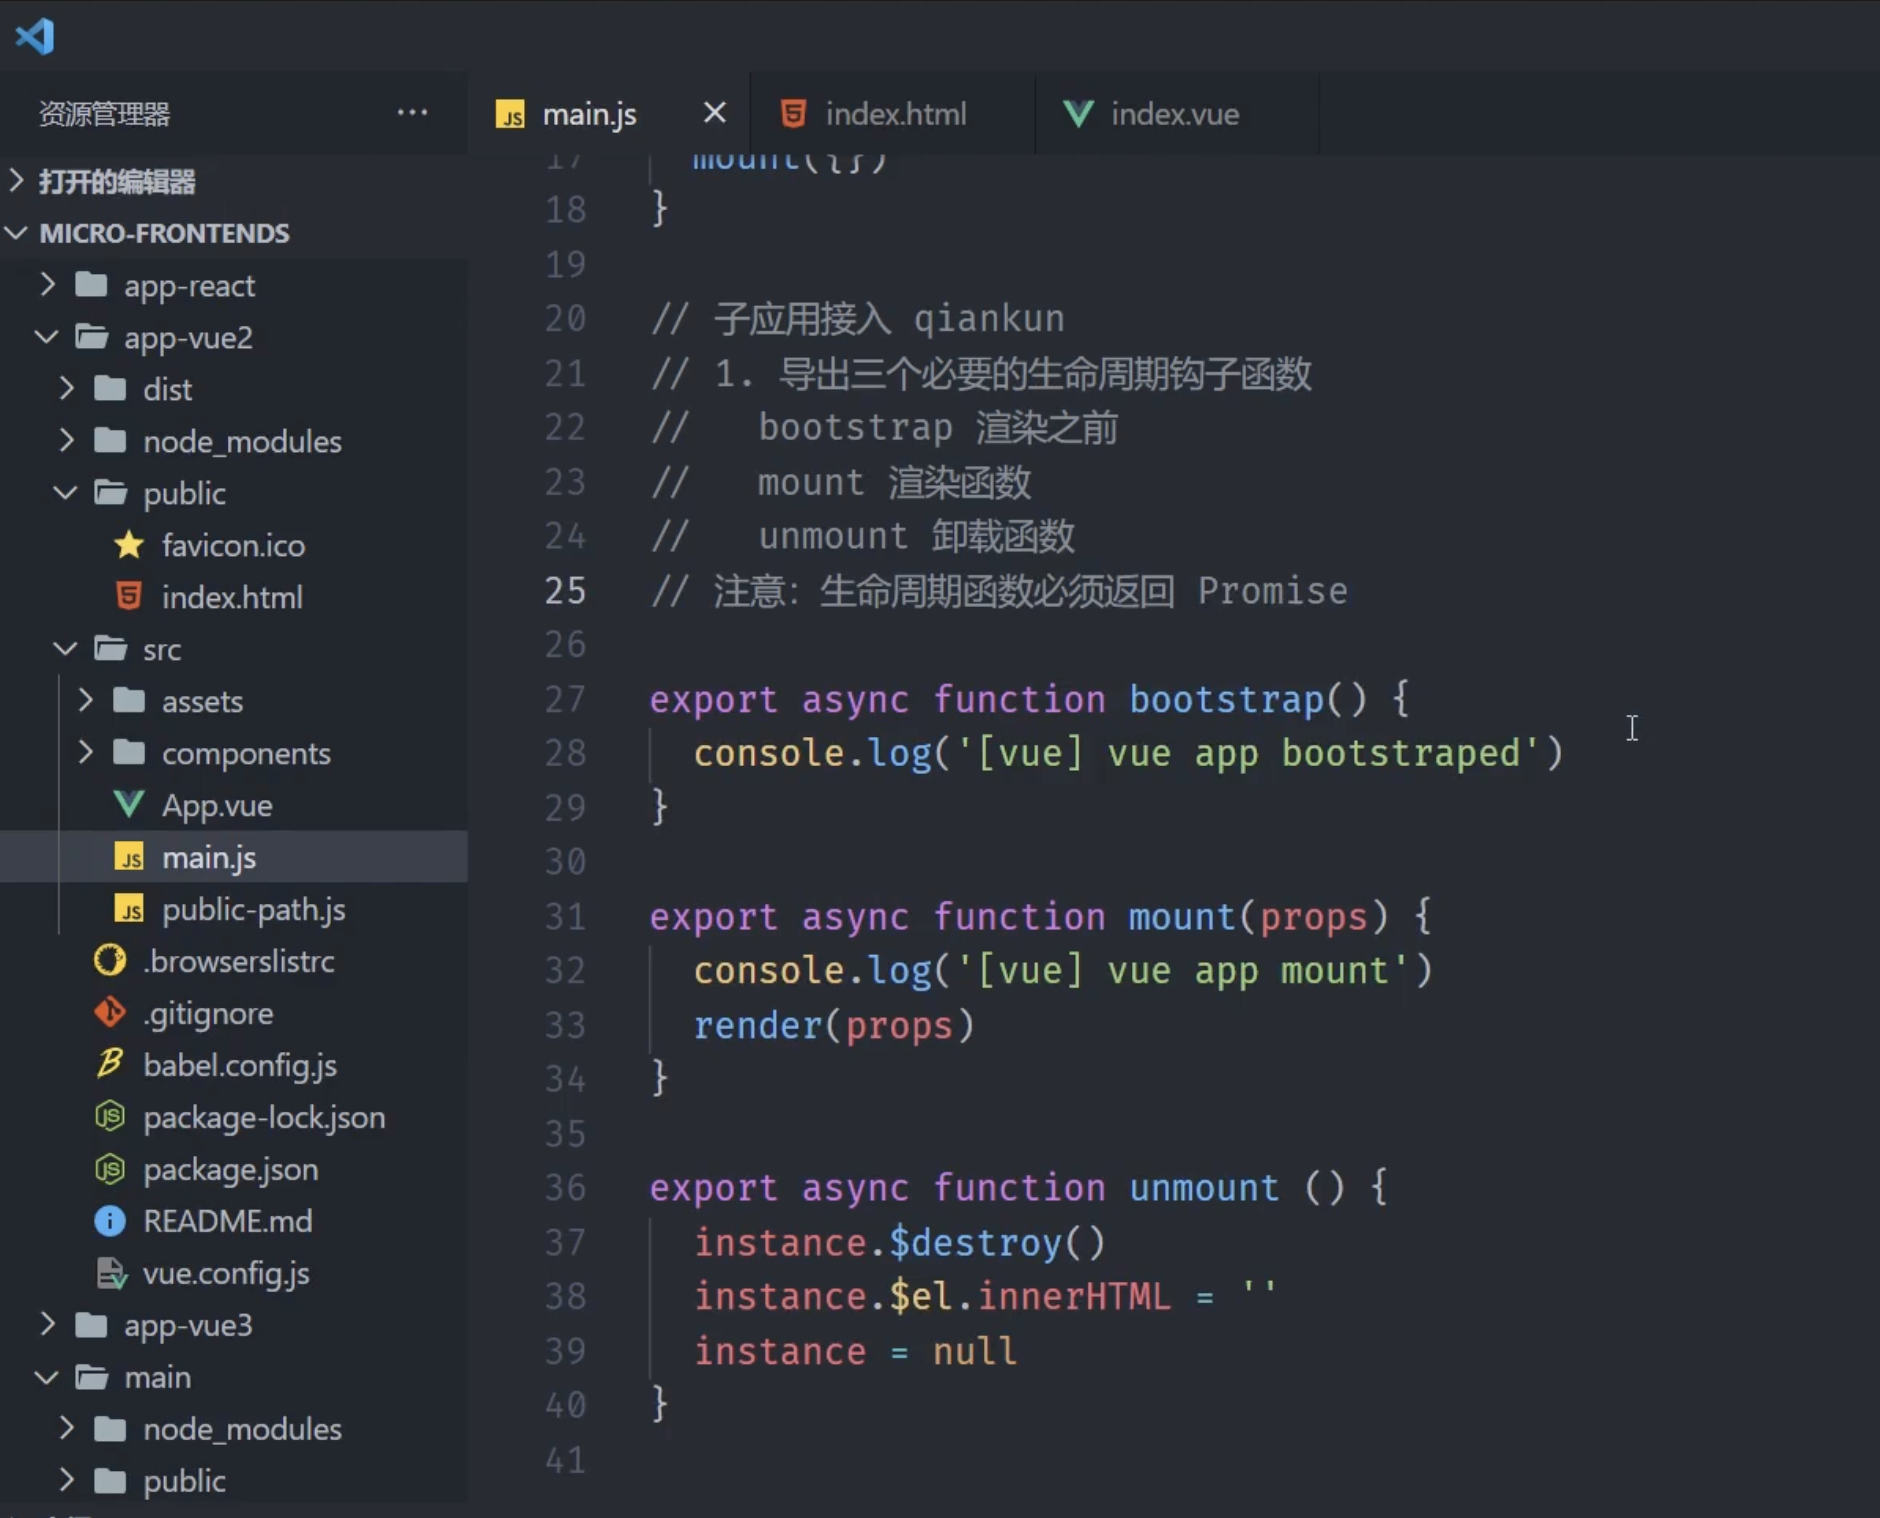 资源管理器 ···
main.js
index.html
index.vue
打开的编辑器
MICRO-FRONTENDS
app-react
app-vue2
dist
node_modules
public
favicon.ico
index.html
src
assets
components
App.vue
main.js
public-path.js
.browserslistrc
.gitignore
babel.config.js
package-lock.json
package.json
README.md
vue.config.js
app-vue3
main
node_modules
public
17 mount({})
18 }
19
20 // 子应用接入 qiankun
21 // 1. 导出三个必要的生命周期钩子函数
22 //   bootstrap 渲染之前
23 //   mount 渲染函数
24 //   unmount 卸载函数
25 // 注意：生命周期函数必须返回 Promise
26
27 export async function bootstrap() {
28   console.log('[vue] vue app bootstraped')
29 }
30
31 export async function mount(props) {
32   console.log('[vue] vue app mount')
33   render(props)
34 }
35
36 export async function unmount () {
37   instance.$destroy()
38   instance.$el.innerHTML = ''
39   instance = null
40 }
41